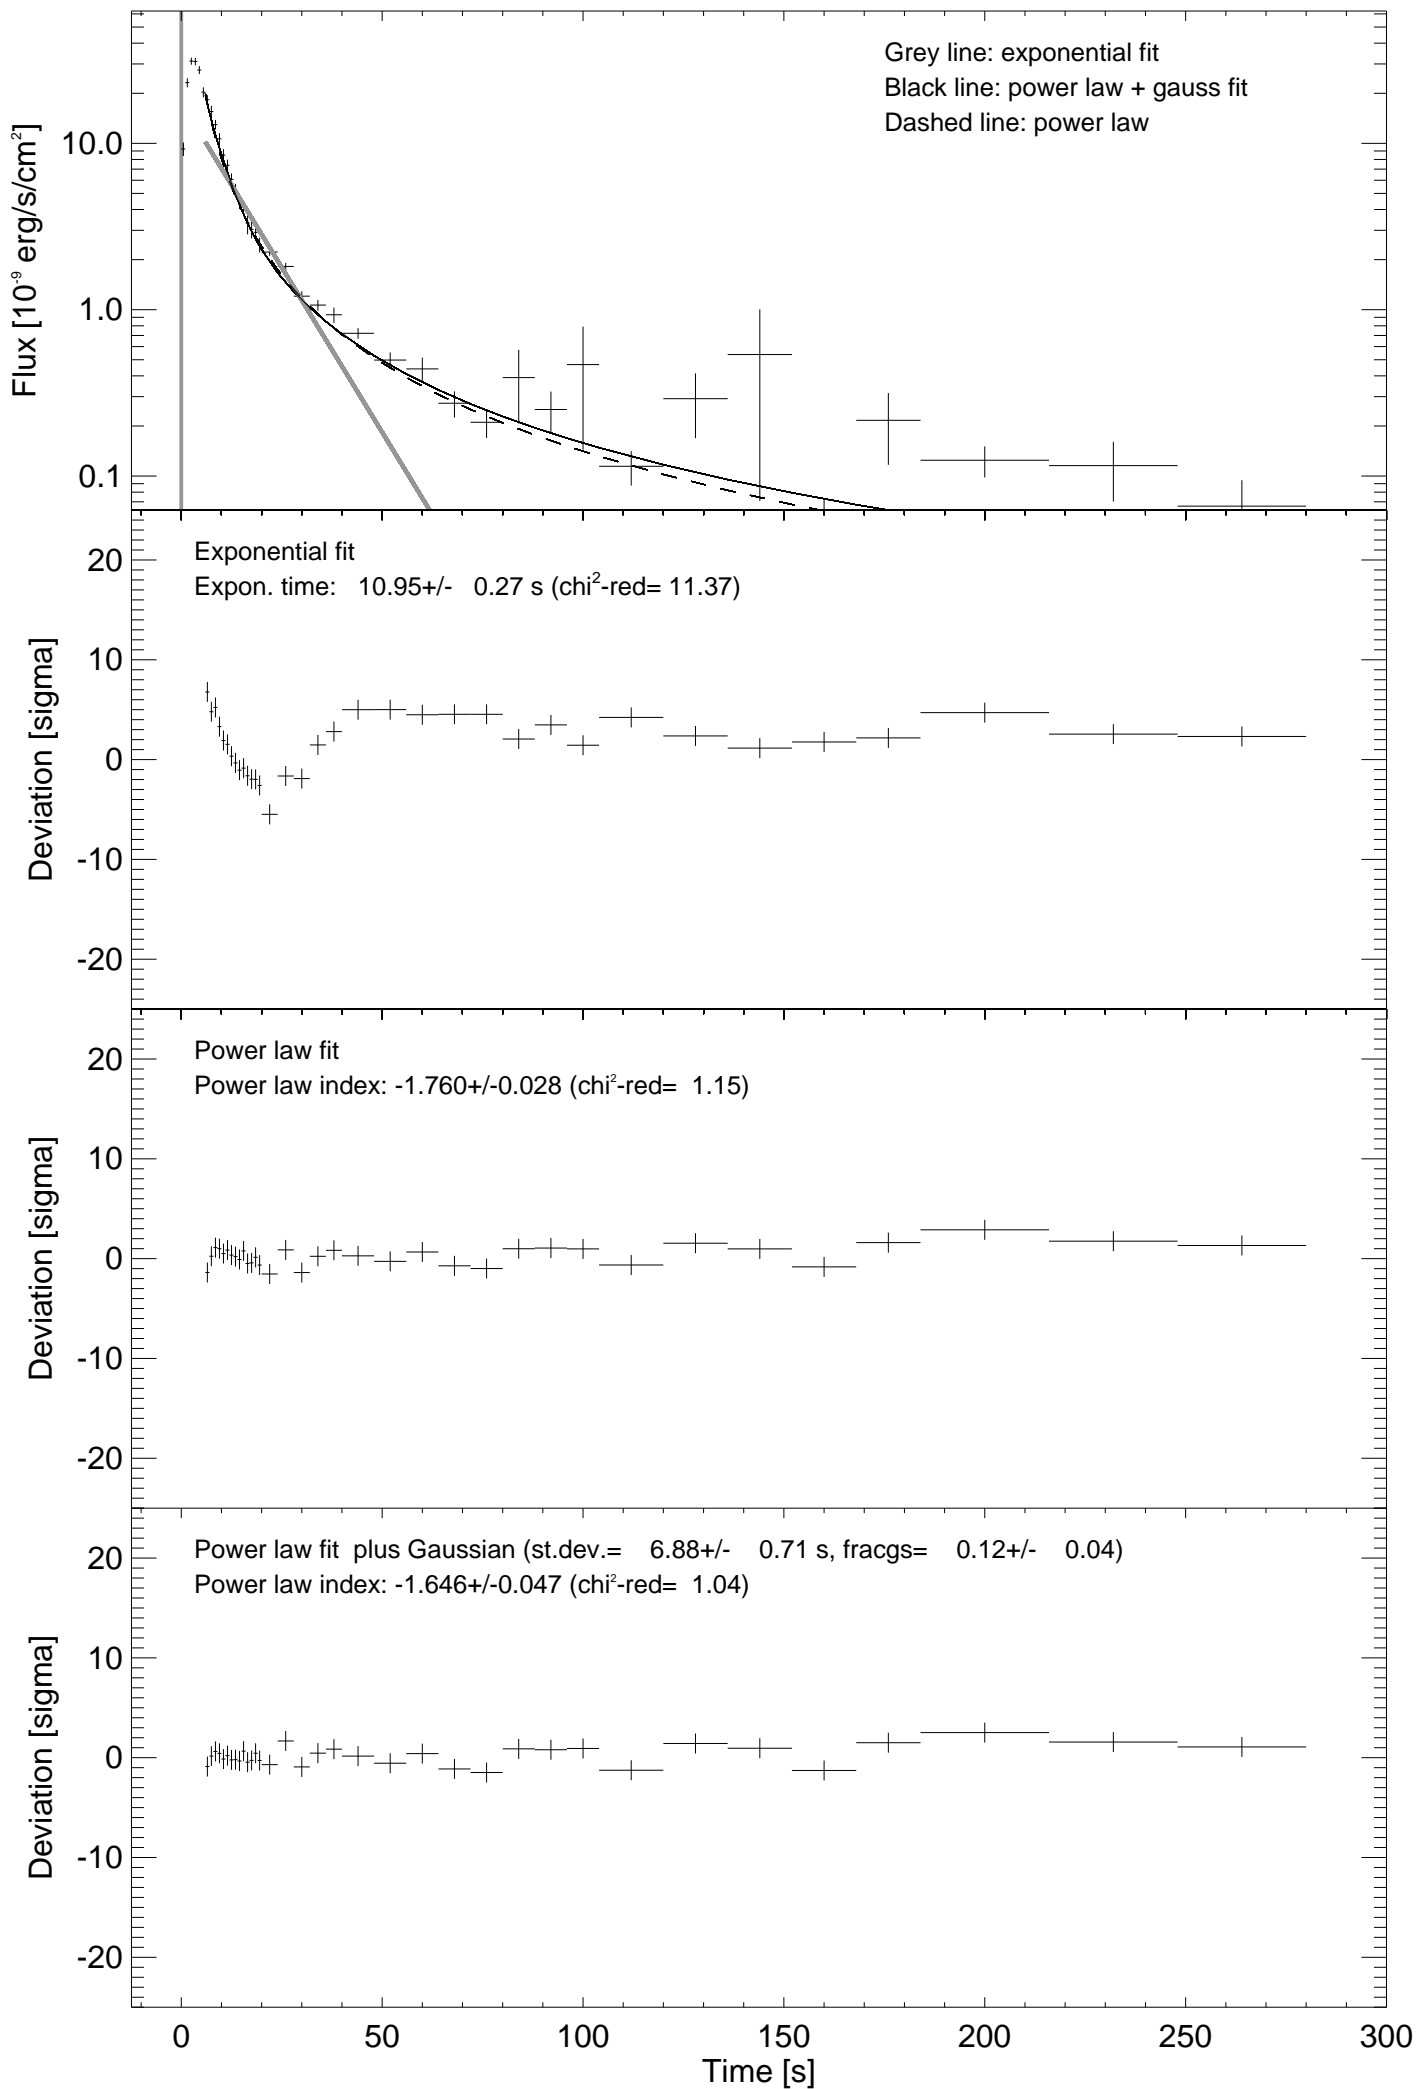 Grey line: exponential fit
Black line: power law + gauss fit
Dashed line: power law
Flux [10⁻⁹ erg/s/cm²]
10.0
1.0
0.1
Exponential fit
Expon. time: 10.95+/- 0.27 s (chi²-red= 11.37)
Deviation [sigma]
20
10
0
-10
-20
Power law fit
Power law index: -1.760+/-0.028 (chi²-red= 1.15)
Deviation [sigma]
20
10
0
-10
-20
Power law fit plus Gaussian (st.dev.= 6.88+/- 0.71 s, fracgs= 0.12+/- 0.04)
Power law index: -1.646+/-0.047 (chi²-red= 1.04)
Deviation [sigma]
20
10
0
-10
-20
0 50 100 150 200 250 300
Time [s]